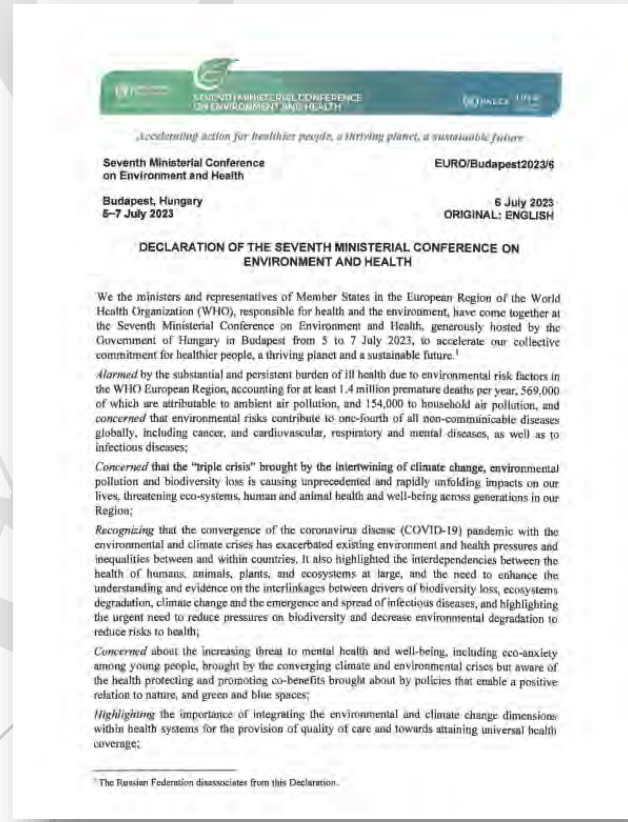 SEVENTH MINISTERIAL CONFERENCE
ON ENVIRONMENT AND HEALTH
UNECE
Accelerating action for healthier people, a thriving planet, a sustainable future
Seventh Ministerial Conference
on Environment and Health
EURO/Budapest2023/6
Budapest, Hungary
5–7 July 2023
6 July 2023
ORIGINAL: ENGLISH
DECLARATION OF THE SEVENTH MINISTERIAL CONFERENCE ON
ENVIRONMENT AND HEALTH
We the ministers and representatives of Member States in the European Region of the World
Health Organization (WHO), responsible for health and the environment, have come together at
the Seventh Ministerial Conference on Environment and Health, generously hosted by the
Government of Hungary in Budapest from 5 to 7 July 2023, to accelerate our collective
commitment for healthier people, a thriving planet and a sustainable future.¹
Alarmed by the substantial and persistent burden of ill health due to environmental risk factors in
the WHO European Region, accounting for at least 1.4 million premature deaths per year, 569,000
of which are attributable to ambient air pollution, and 154,000 to household air pollution, and
concerned that environmental risks contribute to one-fourth of all non-communicable diseases
globally, including cancer, and cardiovascular, respiratory and mental diseases, as well as to
infectious diseases;
Concerned that the "triple crisis" brought by the intertwining of climate change, environmental
pollution and biodiversity loss is causing unprecedented and rapidly unfolding impacts on our
lives, threatening eco-systems, human and animal health and well-being across generations in our
Region;
Recognizing that the convergence of the coronavirus disease (COVID-19) pandemic with the
environmental and climate crises has exacerbated existing environment and health pressures and
inequalities between and within countries. It also highlighted the interdependencies between the
health of humans, animals, plants, and ecosystems at large, and the need to enhance the
understanding and evidence on the interlinkages between drivers of biodiversity loss, ecosystems
degradation, climate change and the emergence and spread of infectious diseases, and highlighting
the urgent need to reduce pressures on biodiversity and decrease environmental degradation to
reduce risks to health;
Concerned about the increasing threat to mental health and well-being, including eco-anxiety
among young people, brought by the converging climate and environmental crises but aware of
the health protecting and promoting co-benefits brought about by policies that enable a positive
relation to nature, and green and blue spaces;
Highlighting the importance of integrating the environmental and climate change dimensions
within health systems for the provision of quality of care and towards attaining universal health
coverage;
¹ The Russian Federation disassociates from this Declaration.